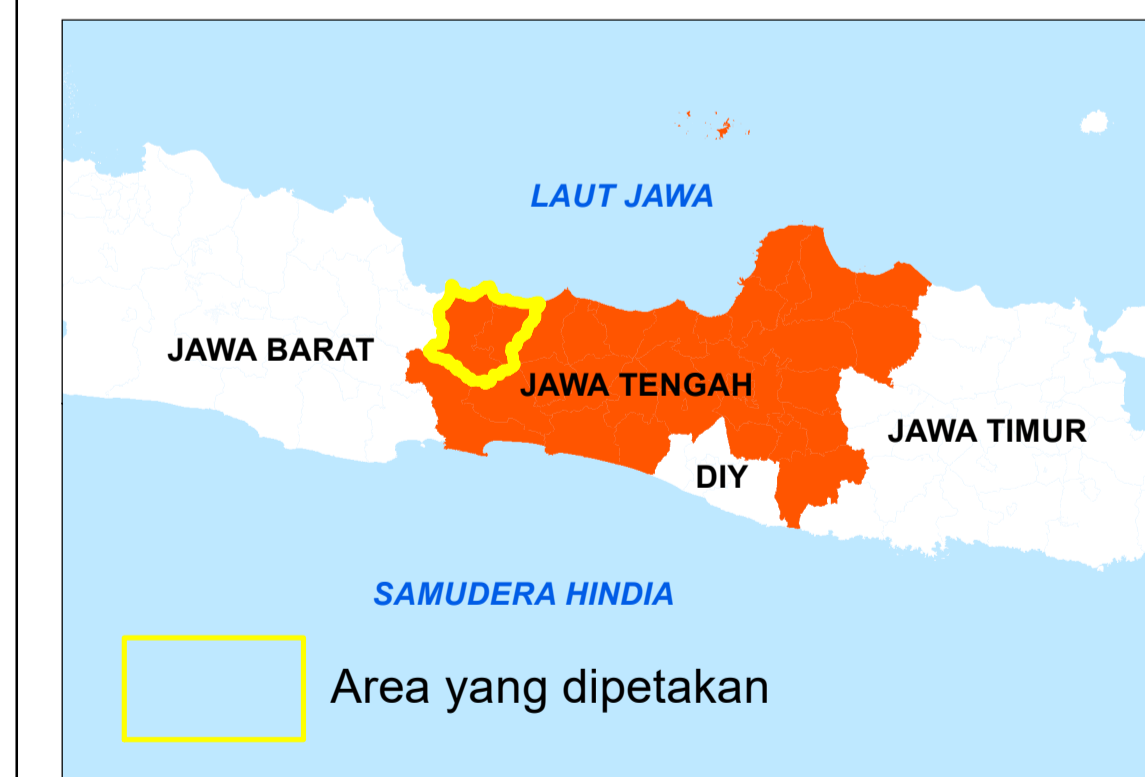 LAUT JAWA
JAWA BARAT
JAWA TENGAH
JAWA TIMUR
DIY
SAMUDERA HINDIA
Area yang dipetakan